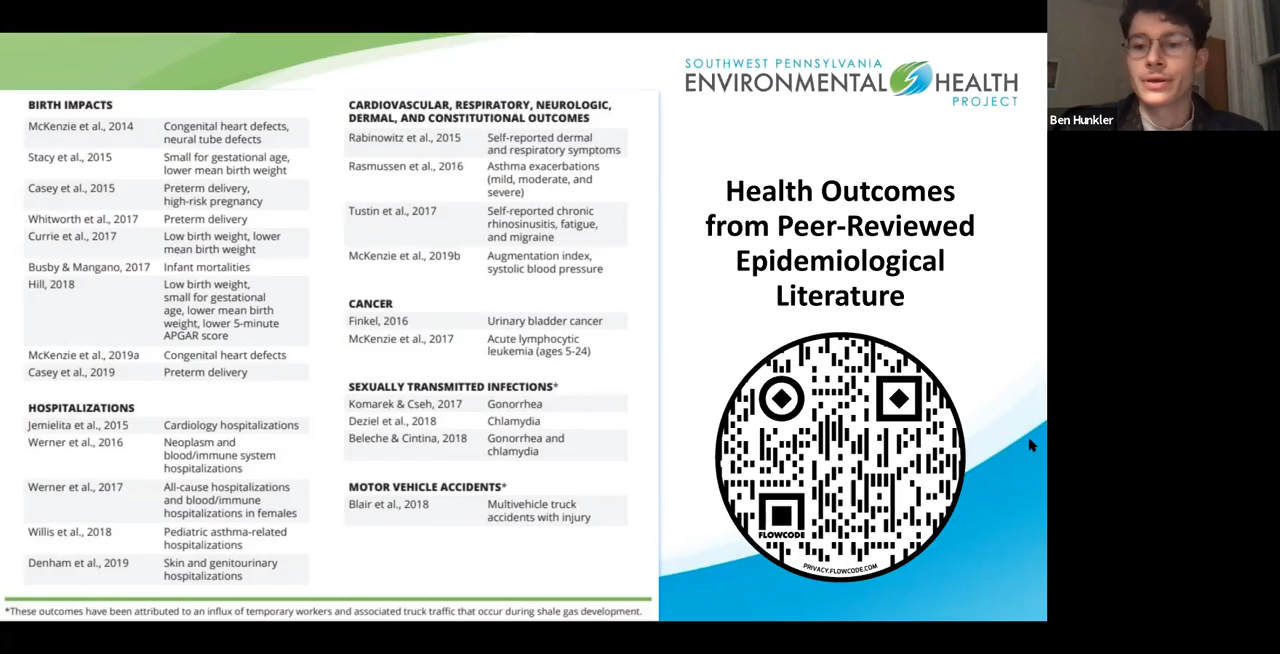 BIRTH IMPACTS
McKenzie et al., 2014 Congenital heart defects,
neural tube defects
Stacy et al., 2015 Small for gestational age,
lower mean birth weight
Casey et al., 2015 Preterm delivery,
high-risk pregnancy
Whitworth et al., 2017 Preterm delivery
Currie et al., 2017 Low birth weight, lower
mean birth weight
Busby & Mangano, 2017 Infant mortalities
Hill, 2018 Low birth weight,
small for gestational
age, lower mean birth
weight, lower 5-minute
APGAR score
McKenzie et al., 2019a Congenital heart defects
Casey et al., 2019 Preterm delivery
HOSPITALIZATIONS
Jemielita et al., 2015 Cardiology hospitalizations
Werner et al., 2016 Neoplasm and
blood/immune system
hospitalizations
Werner et al., 2017 All-cause hospitalizations
and blood/immune
hospitalizations in females
Willis et al., 2018 Pediatric asthma-related
hospitalizations
Denham et al., 2019 Skin and genitourinary
hospitalizations
CARDIOVASCULAR, RESPIRATORY, NEUROLOGIC,
DERMAL, AND CONSTITUTIONAL OUTCOMES
Rabinowitz et al., 2015 Self-reported dermal
and respiratory symptoms
Rasmussen et al., 2016 Asthma exacerbations
(mild, moderate, and
severe)
Tustin et al., 2017 Self-reported chronic
rhinosinusitis, fatigue,
and migraine
McKenzie et al., 2019b Augmentation index,
systolic blood pressure
CANCER
Finkel, 2016 Urinary bladder cancer
McKenzie et al., 2017 Acute lymphocytic
leukemia (ages 5-24)
SEXUALLY TRANSMITTED INFECTIONS*
Komarek & Cseh, 2017 Gonorrhea
Deziel et al., 2018 Chlamydia
Beleche & Cintina, 2018 Gonorrhea and
chlamydia
MOTOR VEHICLE ACCIDENTS*
Blair et al., 2018 Multivehicle truck
accidents with injury
*These outcomes have been attributed to an influx of temporary workers and associated truck traffic that occur during shale gas development.
SOUTHWEST PENNSYLVANIA
ENVIRONMENTAL HEALTH
PROJECT
Health Outcomes
from Peer-Reviewed
Epidemiological
Literature
FLOWCODE
PRIVACY.FLOWCODE.COM
Ben Hunkler